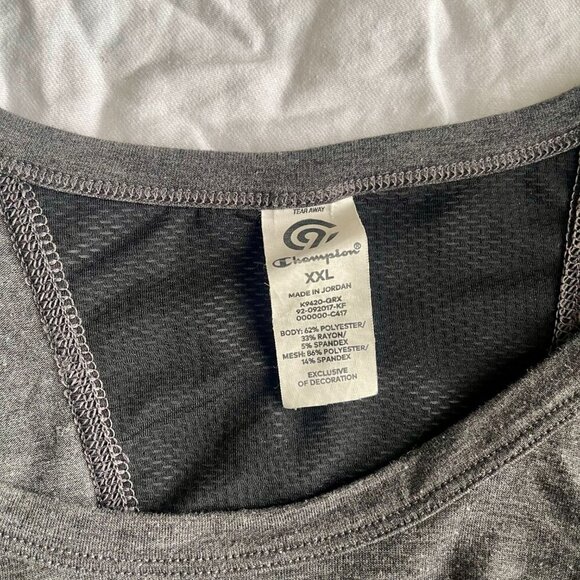 TEAR AWAY
Champion®
XXL
MADE IN JORDAN
K9420-QRX
92-092017-KF
000000-C417
BODY: 62% POLYESTER/
33% RAYON/
5% SPANDEX
MESH: 86% POLYESTER/
14% SPANDEX
EXCLUSIVE
OF DECORATION